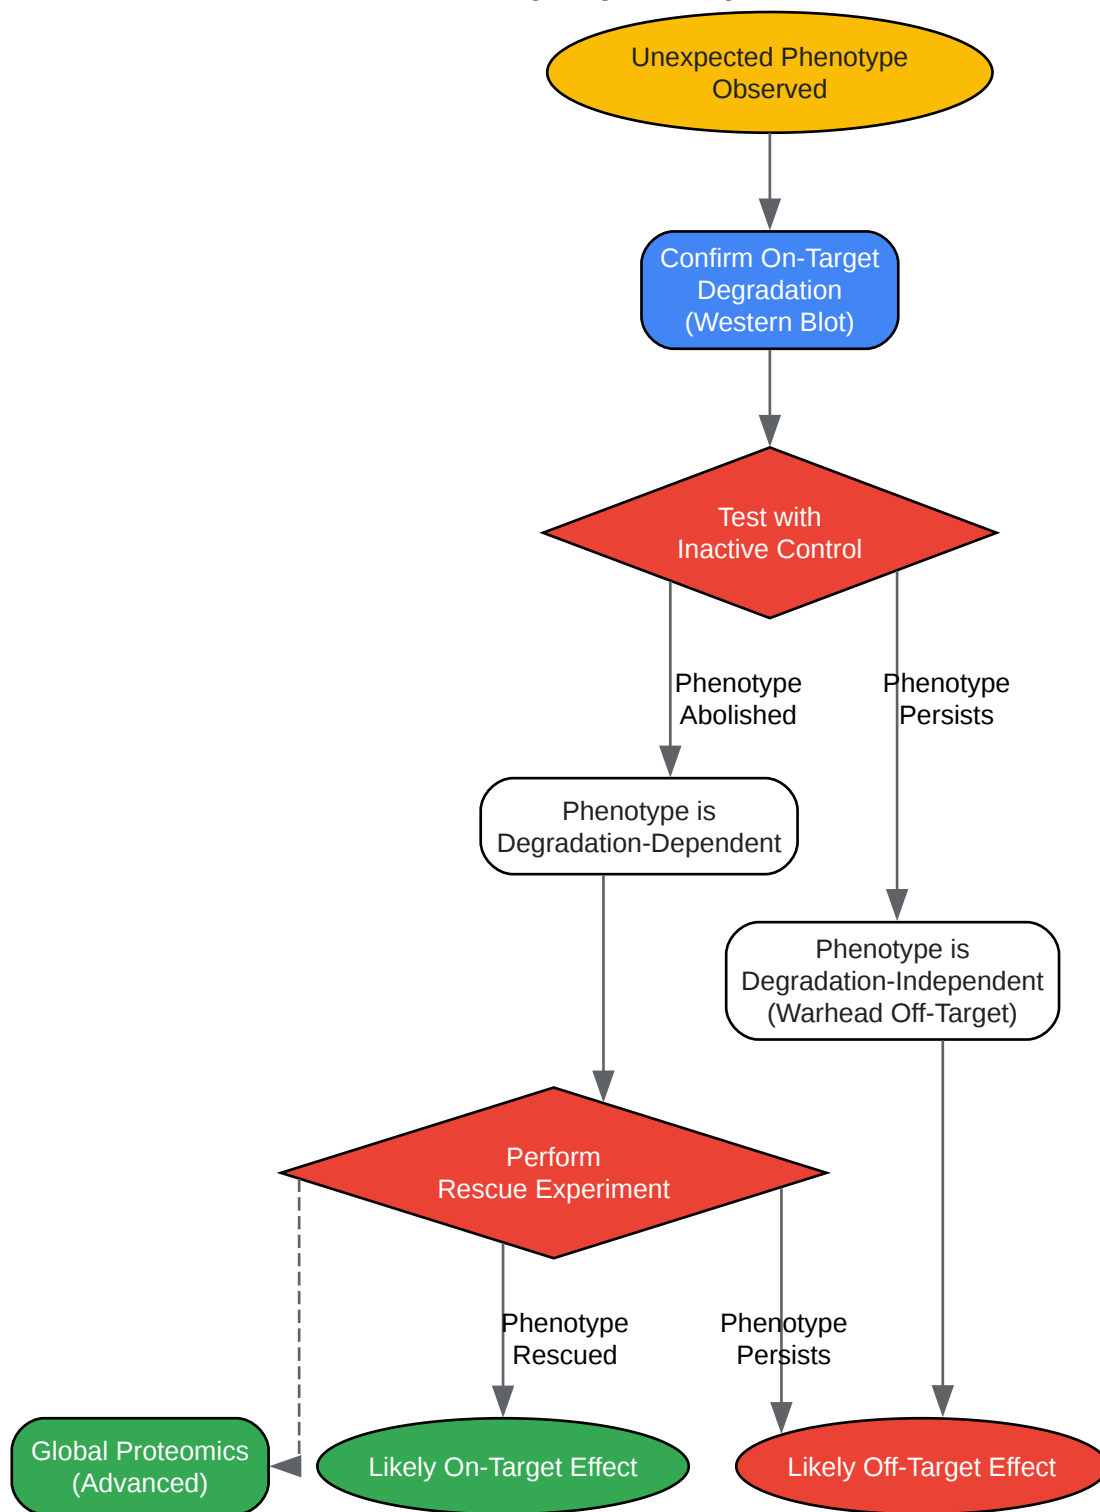 Unexpected Phenotype
Observed
Confirm On-Target
Degradation
(Western Blot)
Test with
Inactive Control
Phenotype
Abolished
Phenotype
Persists
Phenotype is
Degradation-Dependent
Phenotype is
Degradation-Independent
(Warhead Off-Target)
Perform
Rescue Experiment
Phenotype
Rescued
Phenotype
Persists
Global Proteomics
(Advanced)
Likely On-Target Effect
Likely Off-Target Effect